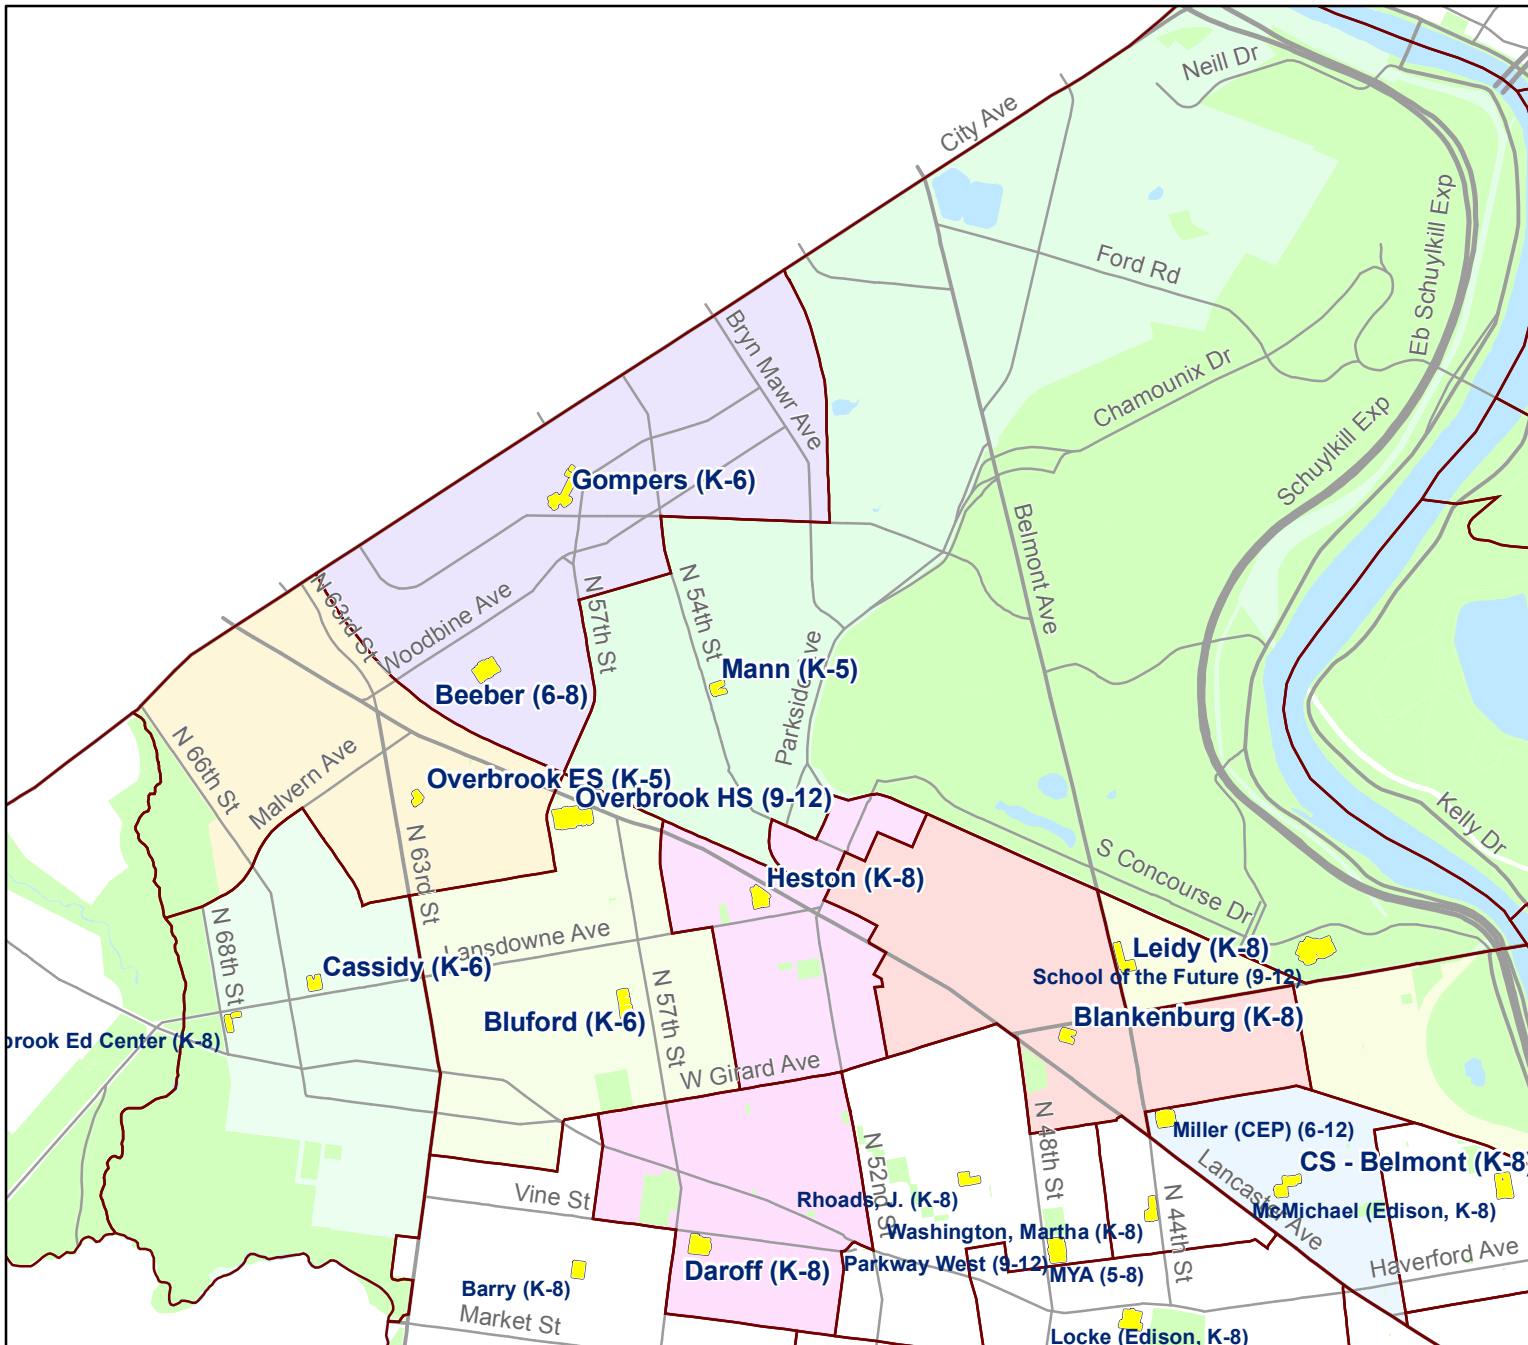 Neill Dr
City Ave
Eb Schuylkill Exp
Ford Rd
Bryn Mawr Ave
Chamounix Dr
Schuylkill Exp
Gompers (K-6)
Belmont Ave
N 63rd St
Woodbine Ave
N 57th St
N 54th St
Mann (K-5)
Parkside Ave
Beeber (6-8)
N 66th St
Malvern Ave
Overbrook ES (K-5)
Overbrook HS (9-12)
Kelly Dr
N 63rd St
S Concourse Dr
Heston (K-8)
N 68th St
Lansdowne Ave
Cassidy (K-6)
Leidy (K-8)
School of the Future (9-12)
N 57th St
Bluford (K-6)
Blankenburg (K-8)
brook Ed Center (K-8)
W Girard Ave
N 48th St
Miller (CEP) (6-12)
N 52nd St
Lancaster Ave
CS - Belmont (K-8)
Vine St
Rhoads, J. (K-8)
N 44th St
McMichael (Edison, K-8)
Washington, Martha (K-8)
Haverford Ave
Daroff (K-8)
Parkway West (9-12)
MYA (5-8)
Barry (K-8)
Market St
Locke (Edison, K-8)